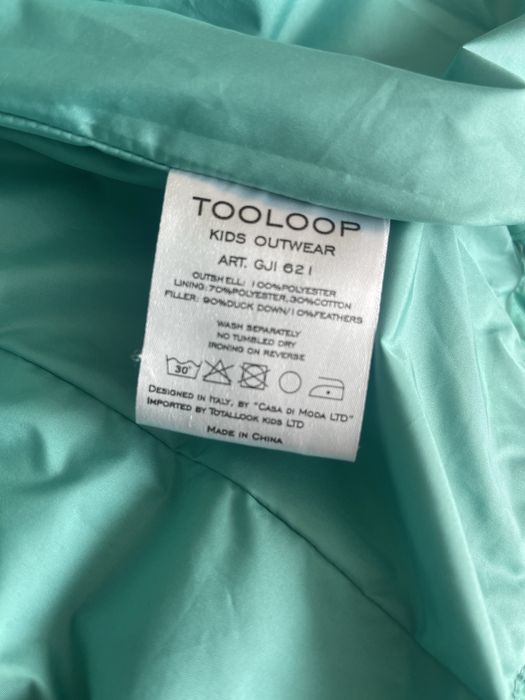 TOOLOOP
KIDS OUTWEAR
ART. GJI 621
OUTSHELL: 100%POLYESTER
LINING: 70%POLYESTER, 30%COTTON
FILLER: 90%DUCK DOWN/10%FEATHERS
WASH SEPARATELY
NO TUMBLED DRY
IRONING ON REVERSE
30°
DESIGNED IN ITALY, BY "CASA DI MODA LTD"
IMPORTED BY TOTALLOOK KIDS LTD
MADE IN CHINA